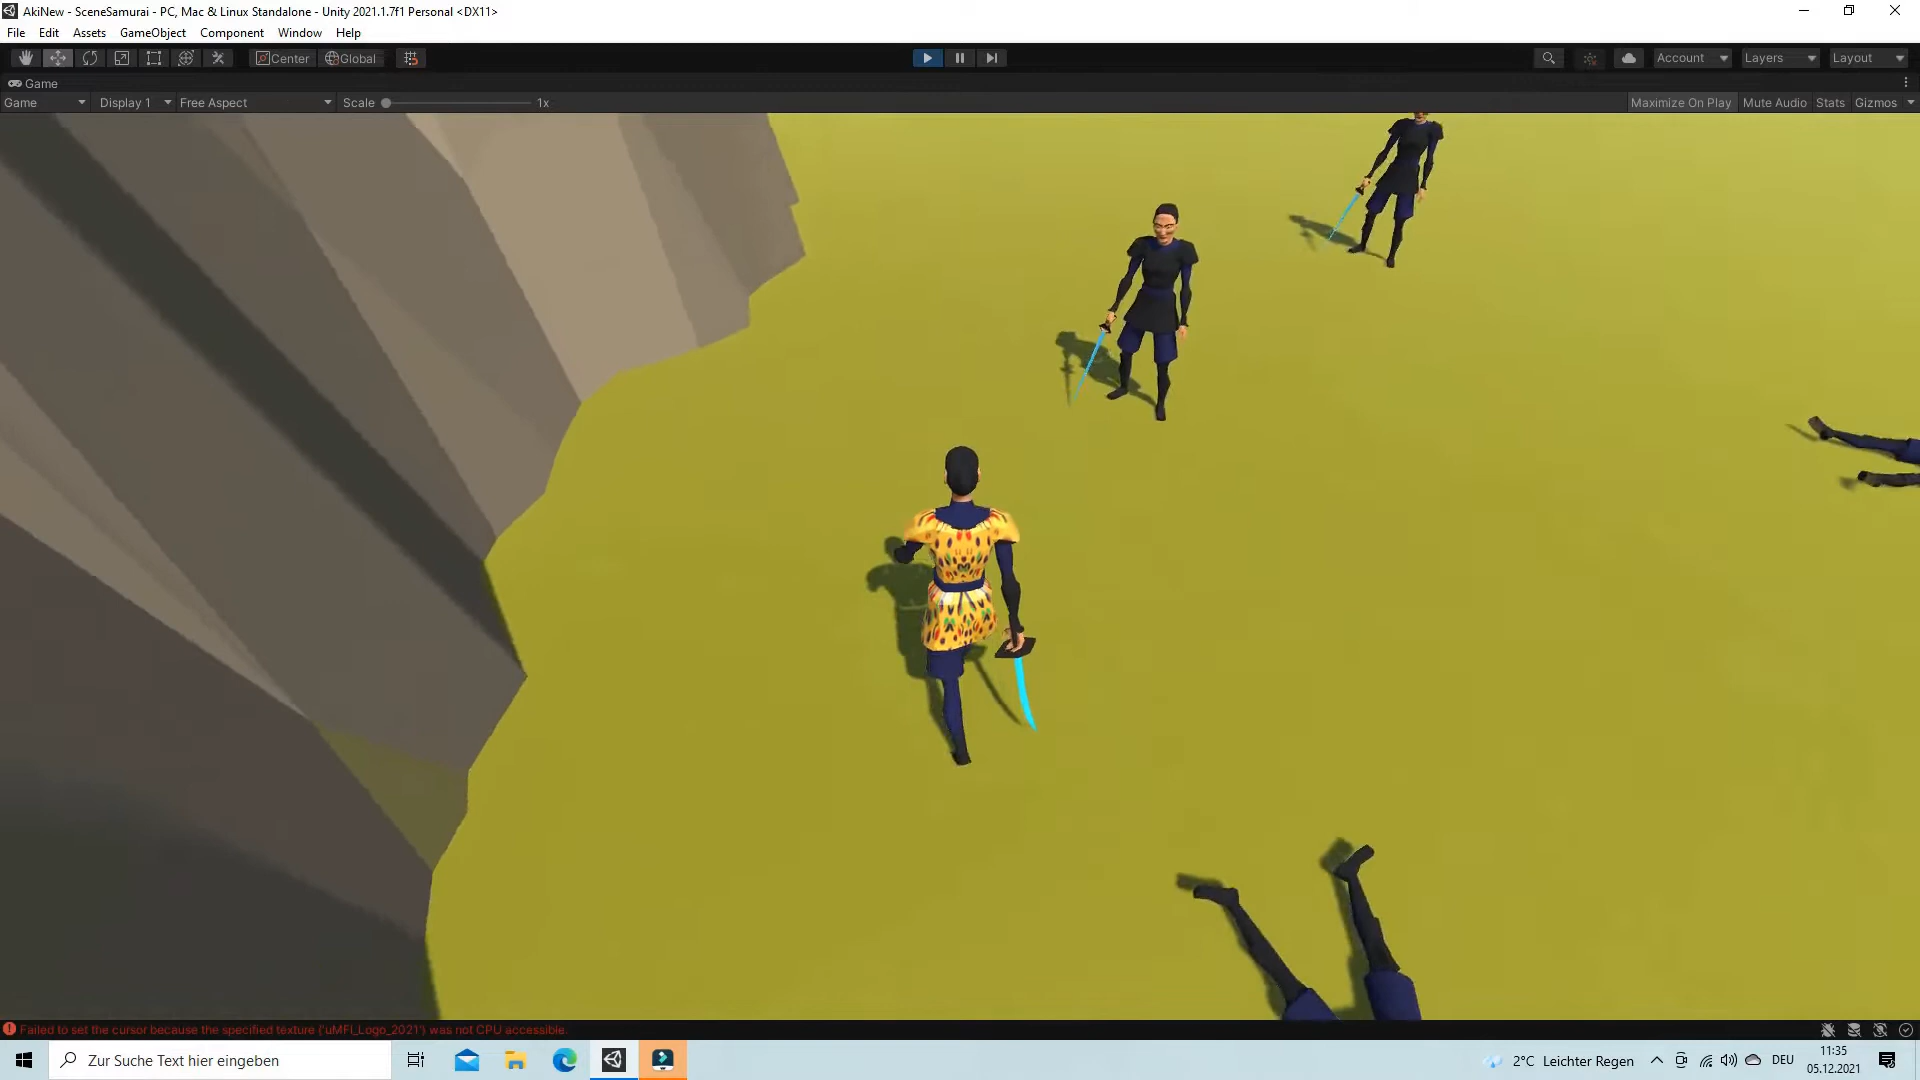 AkiNew - SceneSamurai - PC, Mac & Linux Standalone - Unity 2021.1.7f1 Personal <DX11>
File Edit Assets GameObject Component Window Help
Center Global Account Layers Layout
Game
Game Display 1 Free Aspect Scale 1x Maximize On Play Mute Audio Stats Gizmos
Failed to set the cursor because the specified texture ('uMFI_Logo_2021') was not CPU accessible.
Zur Suche Text hier eingeben
2°C Leichter Regen
DEU
11:35
05.12.2021